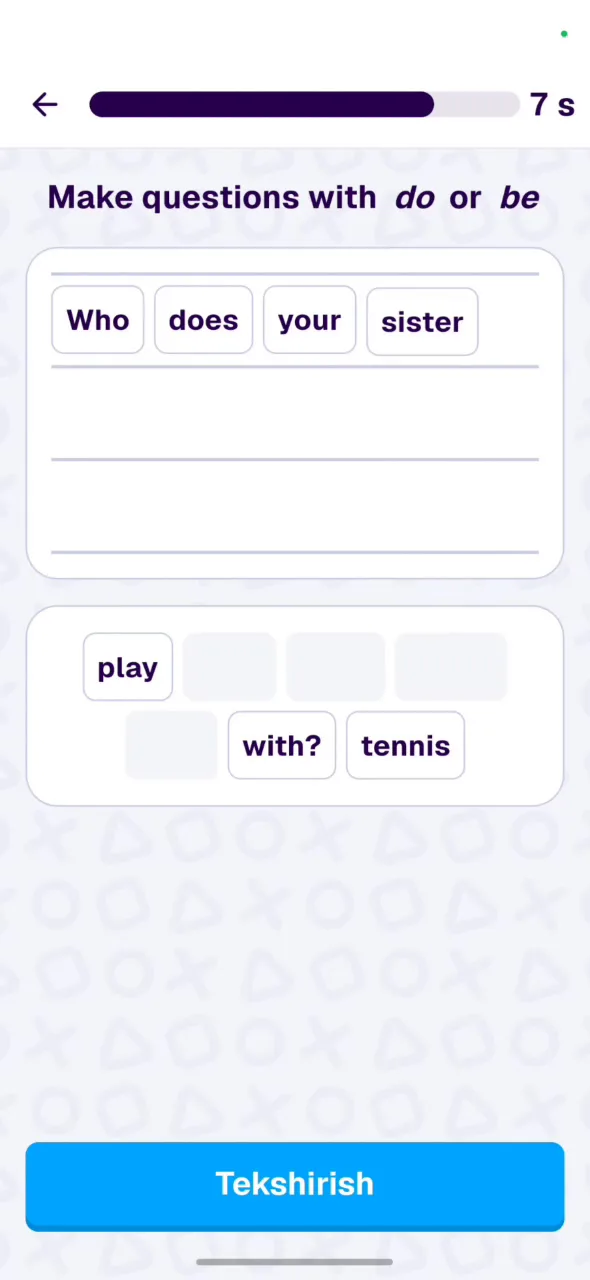 7 s
Make questions with do or be
Who does your sister
play
with? tennis
Tekshirish